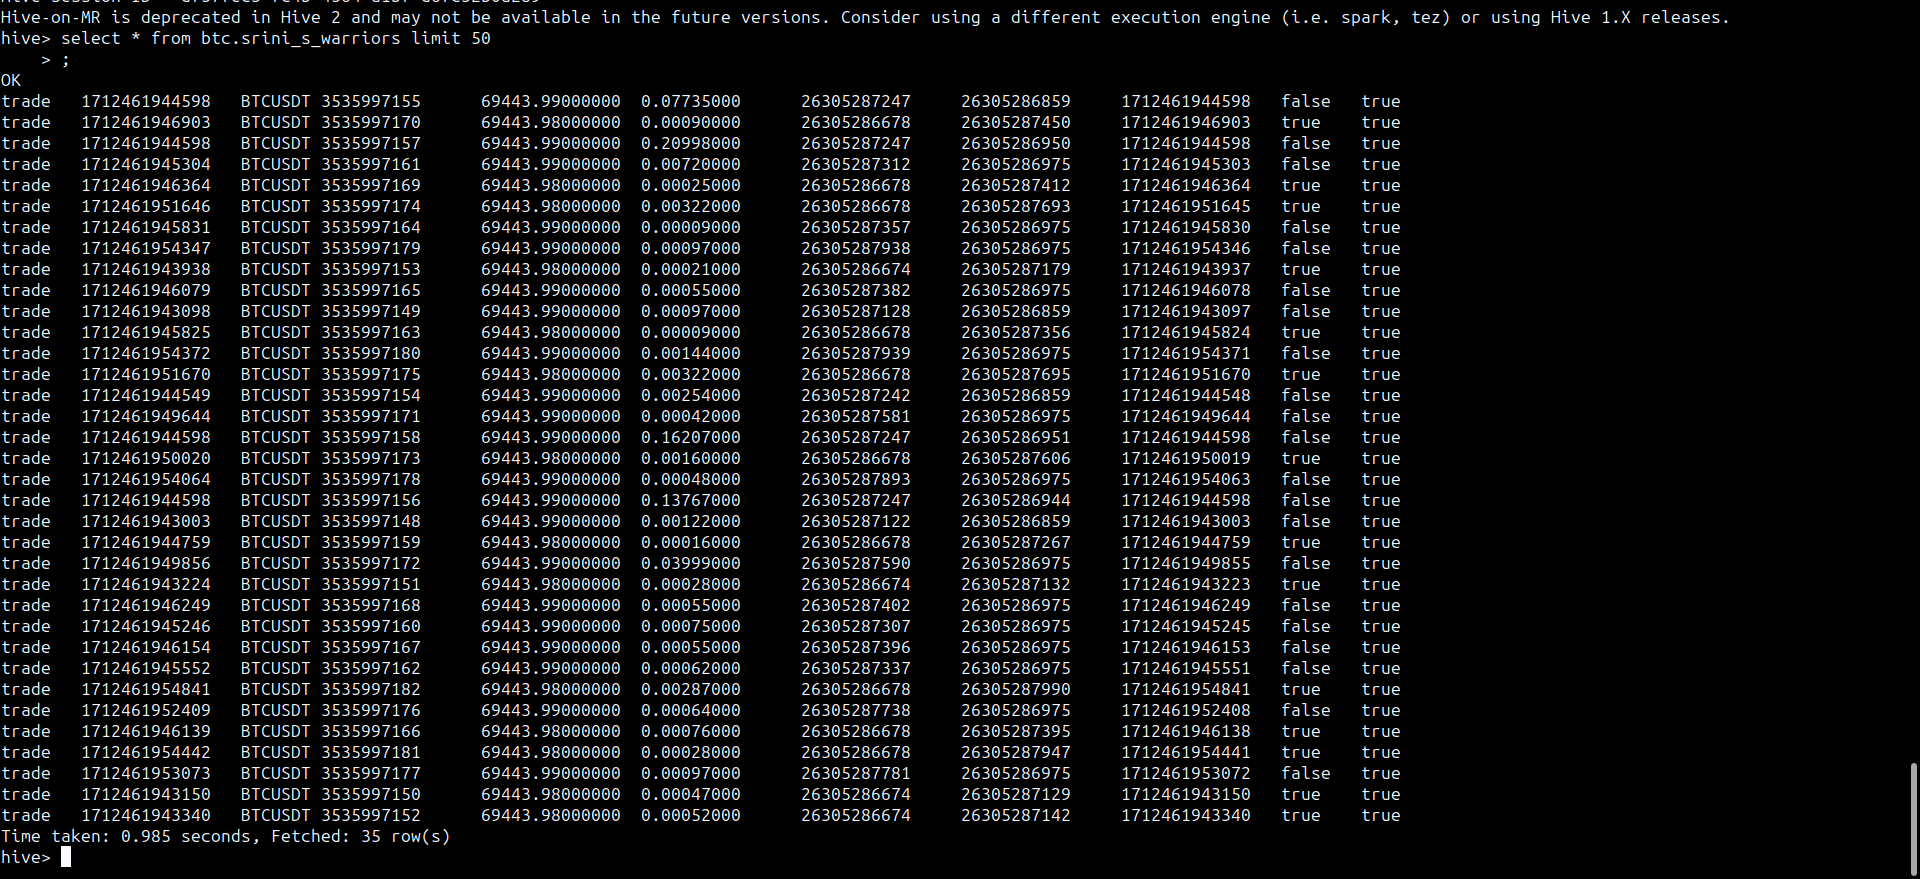 Hive-on-MR is deprecated in Hive 2 and may not be available in the future versions. Consider using a different execution engine (i.e. spark, tez) or using Hive 1.X releases.
hive> select * from btc.srini_s_warriors limit 50
    > ;
OK
trade 1712461944598 BTCUSDT 3535997155 69443.99000000 0.07735000 26305287247 26305286859 1712461944598 false true
trade 1712461946903 BTCUSDT 3535997170 69443.98000000 0.00090000 26305286678 26305287450 1712461946903 true true
trade 1712461944598 BTCUSDT 3535997157 69443.99000000 0.20998000 26305287247 26305286950 1712461944598 false true
trade 1712461945304 BTCUSDT 3535997161 69443.99000000 0.00720000 26305287312 26305286975 1712461945303 false true
trade 1712461946364 BTCUSDT 3535997169 69443.98000000 0.00025000 26305286678 26305287412 1712461946364 true true
trade 1712461951646 BTCUSDT 3535997174 69443.98000000 0.00322000 26305286678 26305287693 1712461951645 true true
trade 1712461945831 BTCUSDT 3535997164 69443.99000000 0.00009000 26305287357 26305286975 1712461945830 false true
trade 1712461954347 BTCUSDT 3535997179 69443.99000000 0.00097000 26305287938 26305286975 1712461954346 false true
trade 1712461943938 BTCUSDT 3535997153 69443.98000000 0.00021000 26305286674 26305287179 1712461943937 true true
trade 1712461946079 BTCUSDT 3535997165 69443.99000000 0.00055000 26305287382 26305286975 1712461946078 false true
trade 1712461943098 BTCUSDT 3535997149 69443.99000000 0.00097000 26305287128 26305286859 1712461943097 false true
trade 1712461945825 BTCUSDT 3535997163 69443.98000000 0.00009000 26305286678 26305287356 1712461945824 true true
trade 1712461954372 BTCUSDT 3535997180 69443.99000000 0.00144000 26305287939 26305286975 1712461954371 false true
trade 1712461951670 BTCUSDT 3535997175 69443.98000000 0.00322000 26305286678 26305287695 1712461951670 true true
trade 1712461944549 BTCUSDT 3535997154 69443.99000000 0.00254000 26305287242 26305286859 1712461944548 false true
trade 1712461949644 BTCUSDT 3535997171 69443.99000000 0.00042000 26305287581 26305286975 1712461949644 false true
trade 1712461944598 BTCUSDT 3535997158 69443.99000000 0.16207000 26305287247 26305286951 1712461944598 false true
trade 1712461950020 BTCUSDT 3535997173 69443.98000000 0.00160000 26305286678 26305287606 1712461950019 true true
trade 1712461954064 BTCUSDT 3535997178 69443.99000000 0.00048000 26305287893 26305286975 1712461954063 false true
trade 1712461944598 BTCUSDT 3535997156 69443.99000000 0.13767000 26305287247 26305286944 1712461944598 false true
trade 1712461943003 BTCUSDT 3535997148 69443.99000000 0.00122000 26305287122 26305286859 1712461943003 false true
trade 1712461944759 BTCUSDT 3535997159 69443.98000000 0.00016000 26305286678 26305287267 1712461944759 true true
trade 1712461949856 BTCUSDT 3535997172 69443.99000000 0.03999000 26305287590 26305286975 1712461949855 false true
trade 1712461943224 BTCUSDT 3535997151 69443.98000000 0.00028000 26305286674 26305287132 1712461943223 true true
trade 1712461946249 BTCUSDT 3535997168 69443.99000000 0.00055000 26305287402 26305286975 1712461946249 false true
trade 1712461945246 BTCUSDT 3535997160 69443.99000000 0.00075000 26305287307 26305286975 1712461945245 false true
trade 1712461946154 BTCUSDT 3535997167 69443.99000000 0.00055000 26305287396 26305286975 1712461946153 false true
trade 1712461945552 BTCUSDT 3535997162 69443.99000000 0.00062000 26305287337 26305286975 1712461945551 false true
trade 1712461954841 BTCUSDT 3535997182 69443.98000000 0.00287000 26305286678 26305287990 1712461954841 true true
trade 1712461952409 BTCUSDT 3535997176 69443.99000000 0.00064000 26305287738 26305286975 1712461952408 false true
trade 1712461946139 BTCUSDT 3535997166 69443.98000000 0.00076000 26305286678 26305287395 1712461946138 true true
trade 1712461954442 BTCUSDT 3535997181 69443.98000000 0.00028000 26305286678 26305287947 1712461954441 true true
trade 1712461953073 BTCUSDT 3535997177 69443.99000000 0.00097000 26305287781 26305286975 1712461953072 false true
trade 1712461943150 BTCUSDT 3535997150 69443.98000000 0.00047000 26305286674 26305287129 1712461943150 true true
trade 1712461943340 BTCUSDT 3535997152 69443.98000000 0.00052000 26305286674 26305287142 1712461943340 true true
Time taken: 0.985 seconds, Fetched: 35 row(s)
hive>